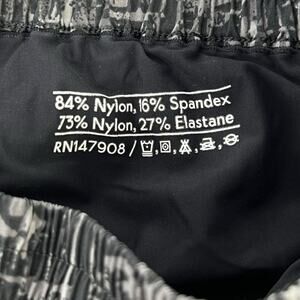 84% Nylon, 16% Spandex
73% Nylon, 27% Elastane
RN147908 /